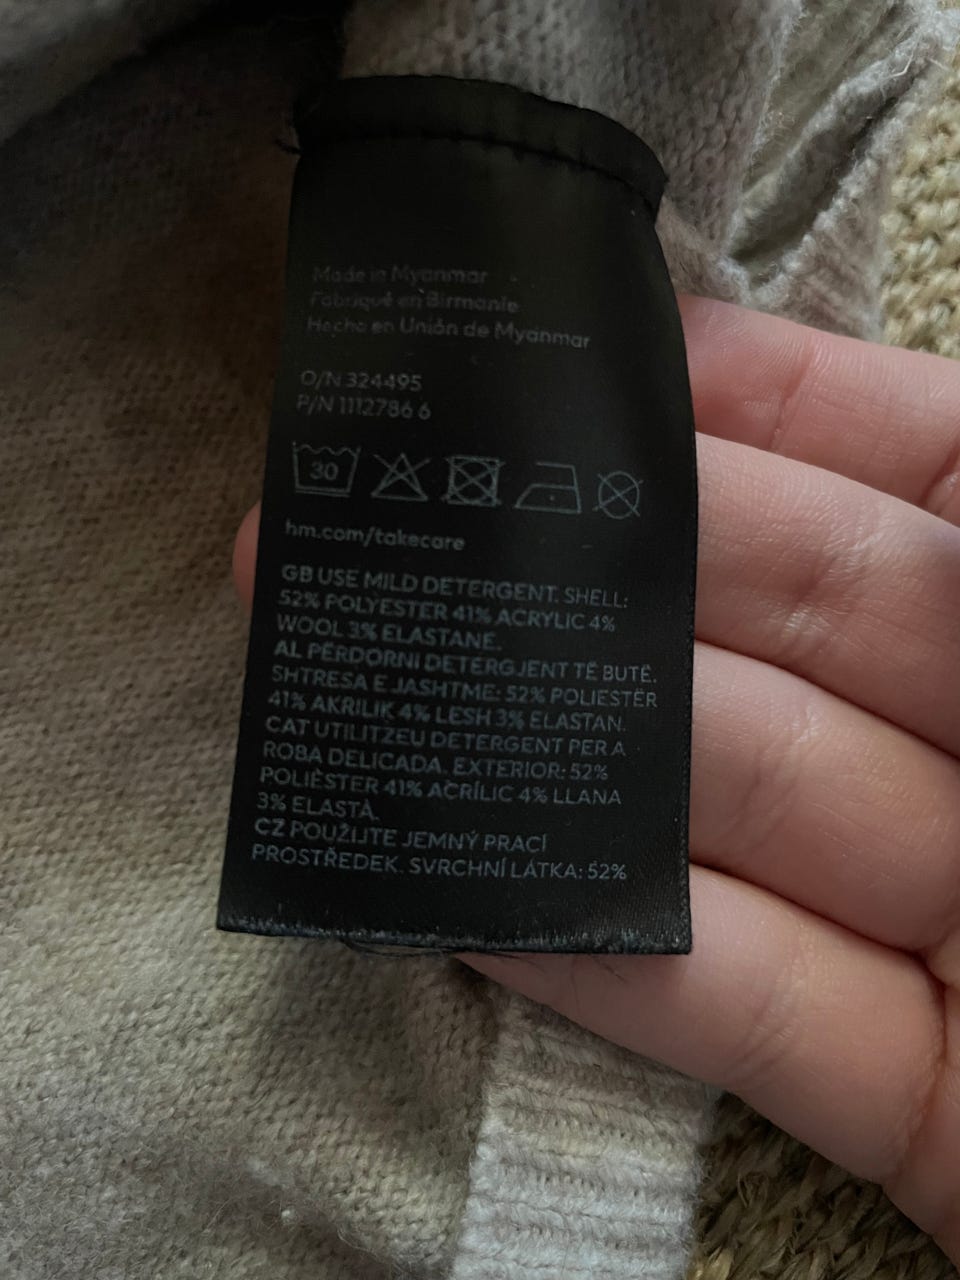 Made in Myanmar
Fabriqué en Birmanie
Hecho en Unión de Myanmar
O/N 324495
P/N 1112786 6
30
hm.com/takecare
GB USE MILD DETERGENT. SHELL:
52% POLYESTER 41% ACRYLIC 4%
WOOL 3% ELASTANE.
AL PËRDORNI DETERGJENT TË BUTË.
SHTRESA E JASHTME: 52% POLIESTËR
41% AKRILIK 4% LESH 3% ELASTAN.
CAT UTILITZEU DETERGENT PER A
ROBA DELICADA. EXTERIOR: 52%
POLIÈSTER 41% ACRÍLIC 4% LLANA
3% ELASTÀ.
CZ POUŽIJTE JEMNÝ PRACÍ
PROSTŘEDEK. SVRCHNÍ LÁTKA: 52%